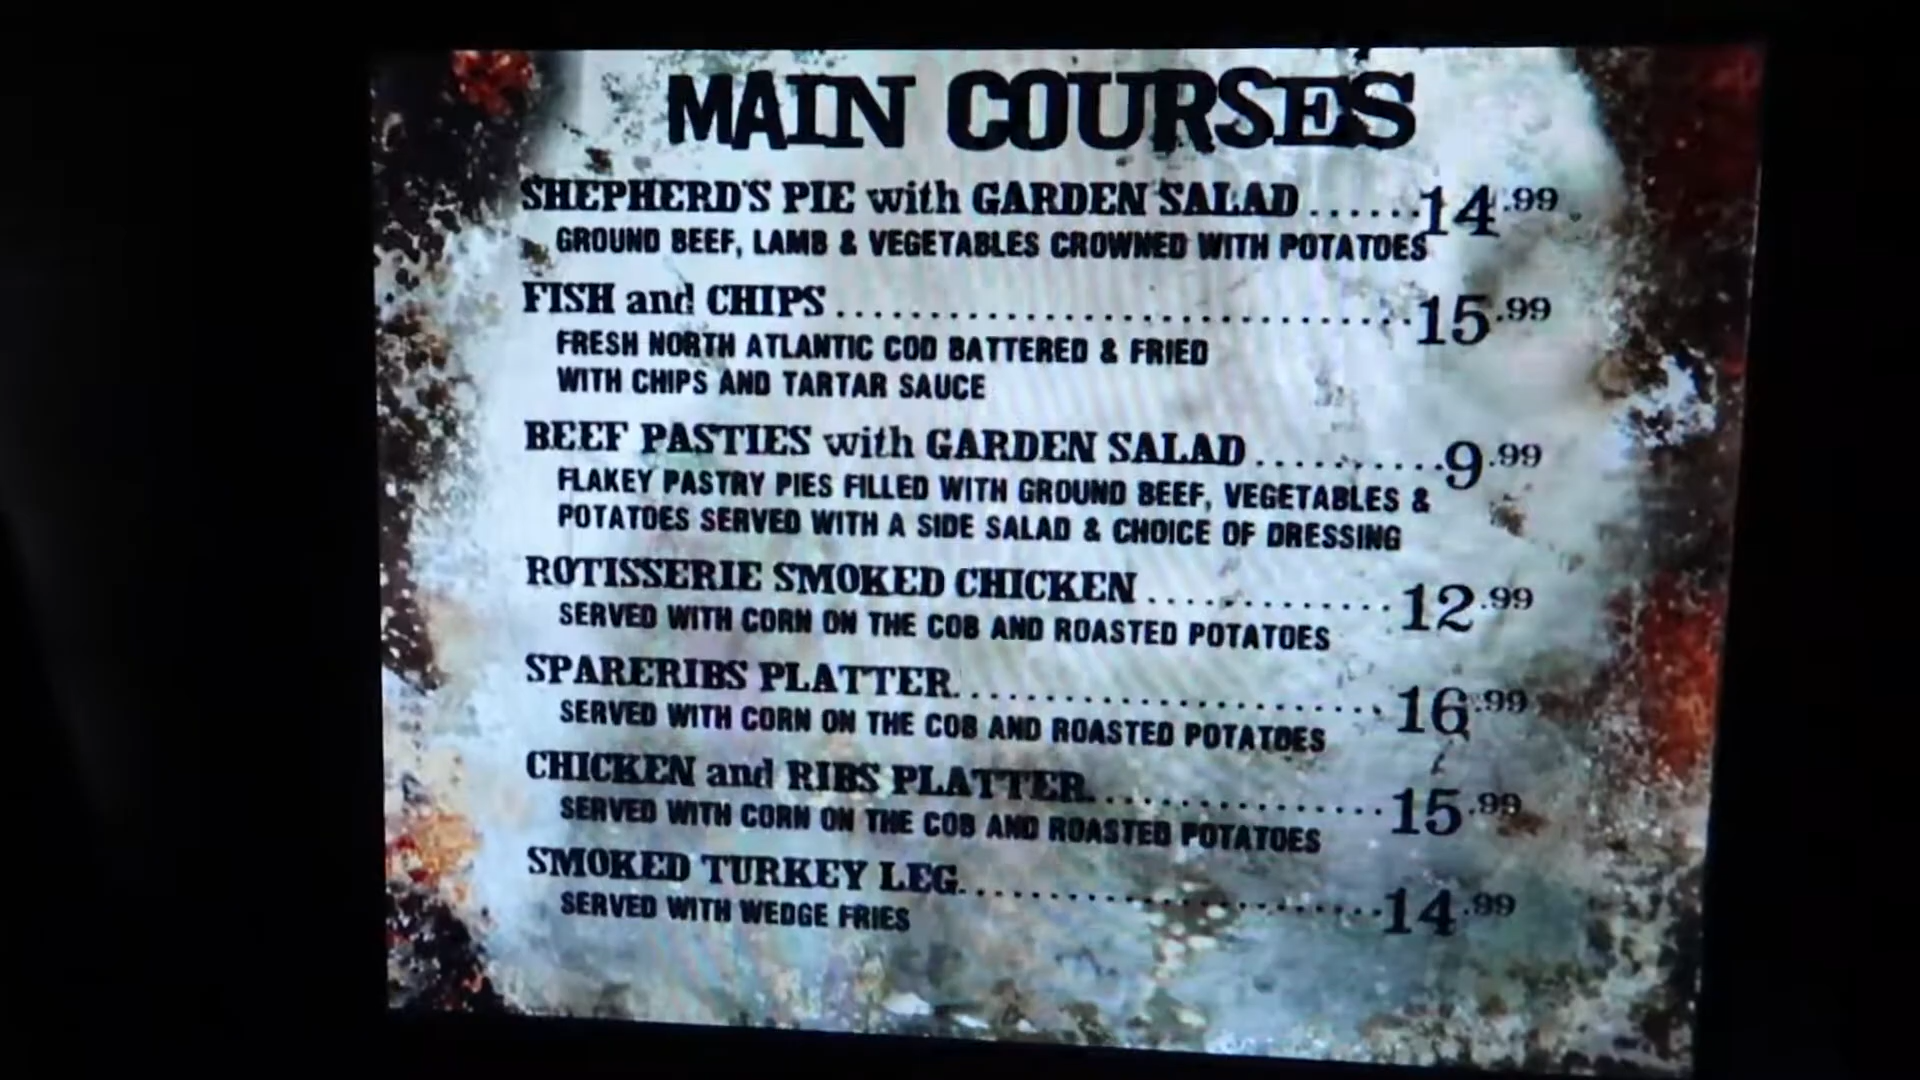 MAIN COURSES
SHEPHERD'S PIE with GARDEN SALAD......14.99
GROUND BEEF, LAMB & VEGETABLES CROWNED WITH POTATOES
FISH and CHIPS...............................15.99
FRESH NORTH ATLANTIC COD BATTERED & FRIED
WITH CHIPS AND TARTAR SAUCE
BEEF PASTIES with GARDEN SALAD..........9.99
FLAKEY PASTRY PIES FILLED WITH GROUND BEEF, VEGETABLES &
POTATOES SERVED WITH A SIDE SALAD & CHOICE OF DRESSING
ROTISSERIE SMOKED CHICKEN.............12.99
SERVED WITH CORN ON THE COB AND ROASTED POTATOES
SPARERIBS PLATTER.......................16.99
SERVED WITH CORN ON THE COB AND ROASTED POTATOES
CHICKEN and RIBS PLATTER................15.99
SERVED WITH CORN ON THE COB AND ROASTED POTATOES
SMOKED TURKEY LEG.......................14.99
SERVED WITH WEDGE FRIES